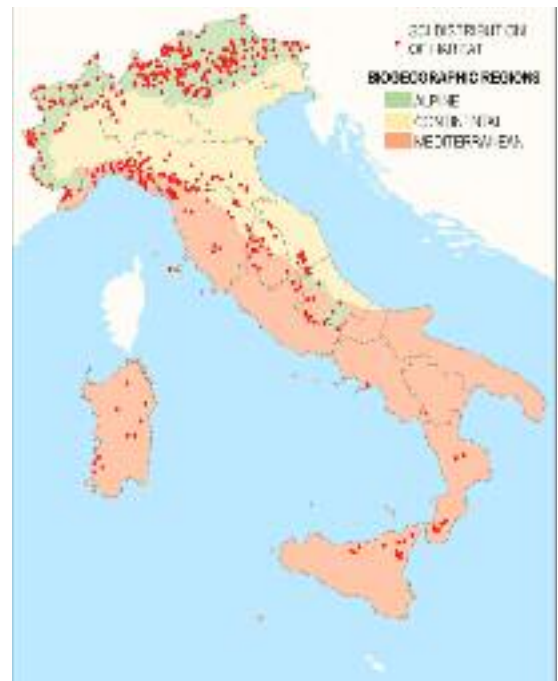 SCI DISTRIBUTION
OF HABITAT
BIOGEOGRAPHIC REGIONS
ALPINE
CONTINENTAL
MEDITERRANEAN